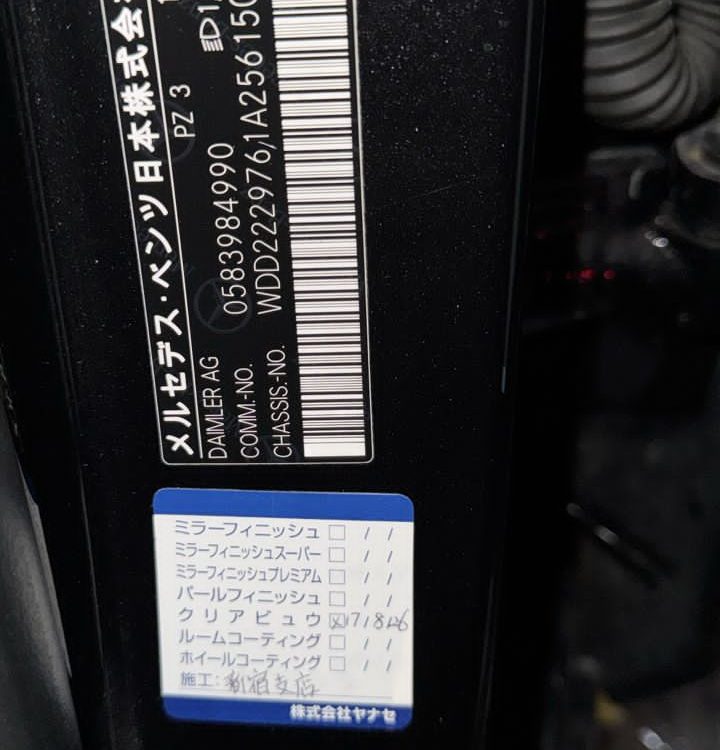 メルセデス・ベンツ日本株式会
DAIMLER AG PZ 3
COMM.-NO. 0583984990
CHASSIS.-NO. WDD2229761A25615
ミラーフィニッシュ □ / /
ミラーフィニッシュスーパー □ / /
ミラーフィニッシュプレミアム □ / /
パールフィニッシュ □ / /
クリアビュウ ☒ 17/8/26
ルームコーティング □ / /
ホイールコーティング □ / /
施工：新宿支店
株式会社ヤナセ